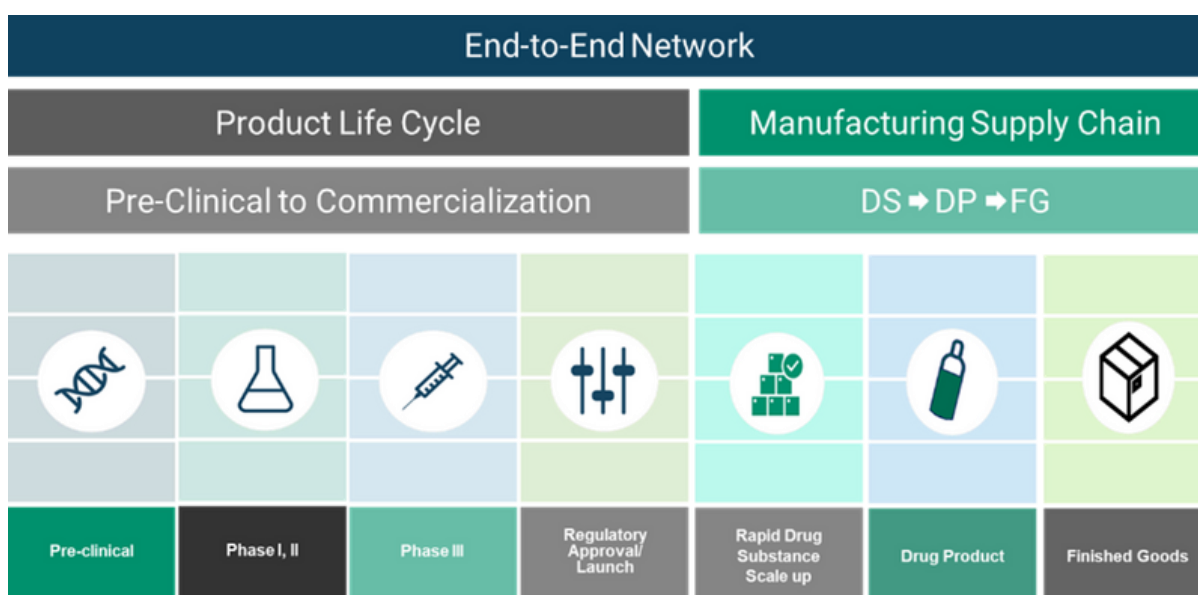 End-to-End Network
Product Life Cycle
Manufacturing Supply Chain
Pre-Clinical to Commercialization
DS ➡ DP ➡ FG
Pre-clinical
Phase I, II
Phase III
Regulatory
Approval/
Launch
Rapid Drug
Substance
Scale up
Drug Product
Finished Goods